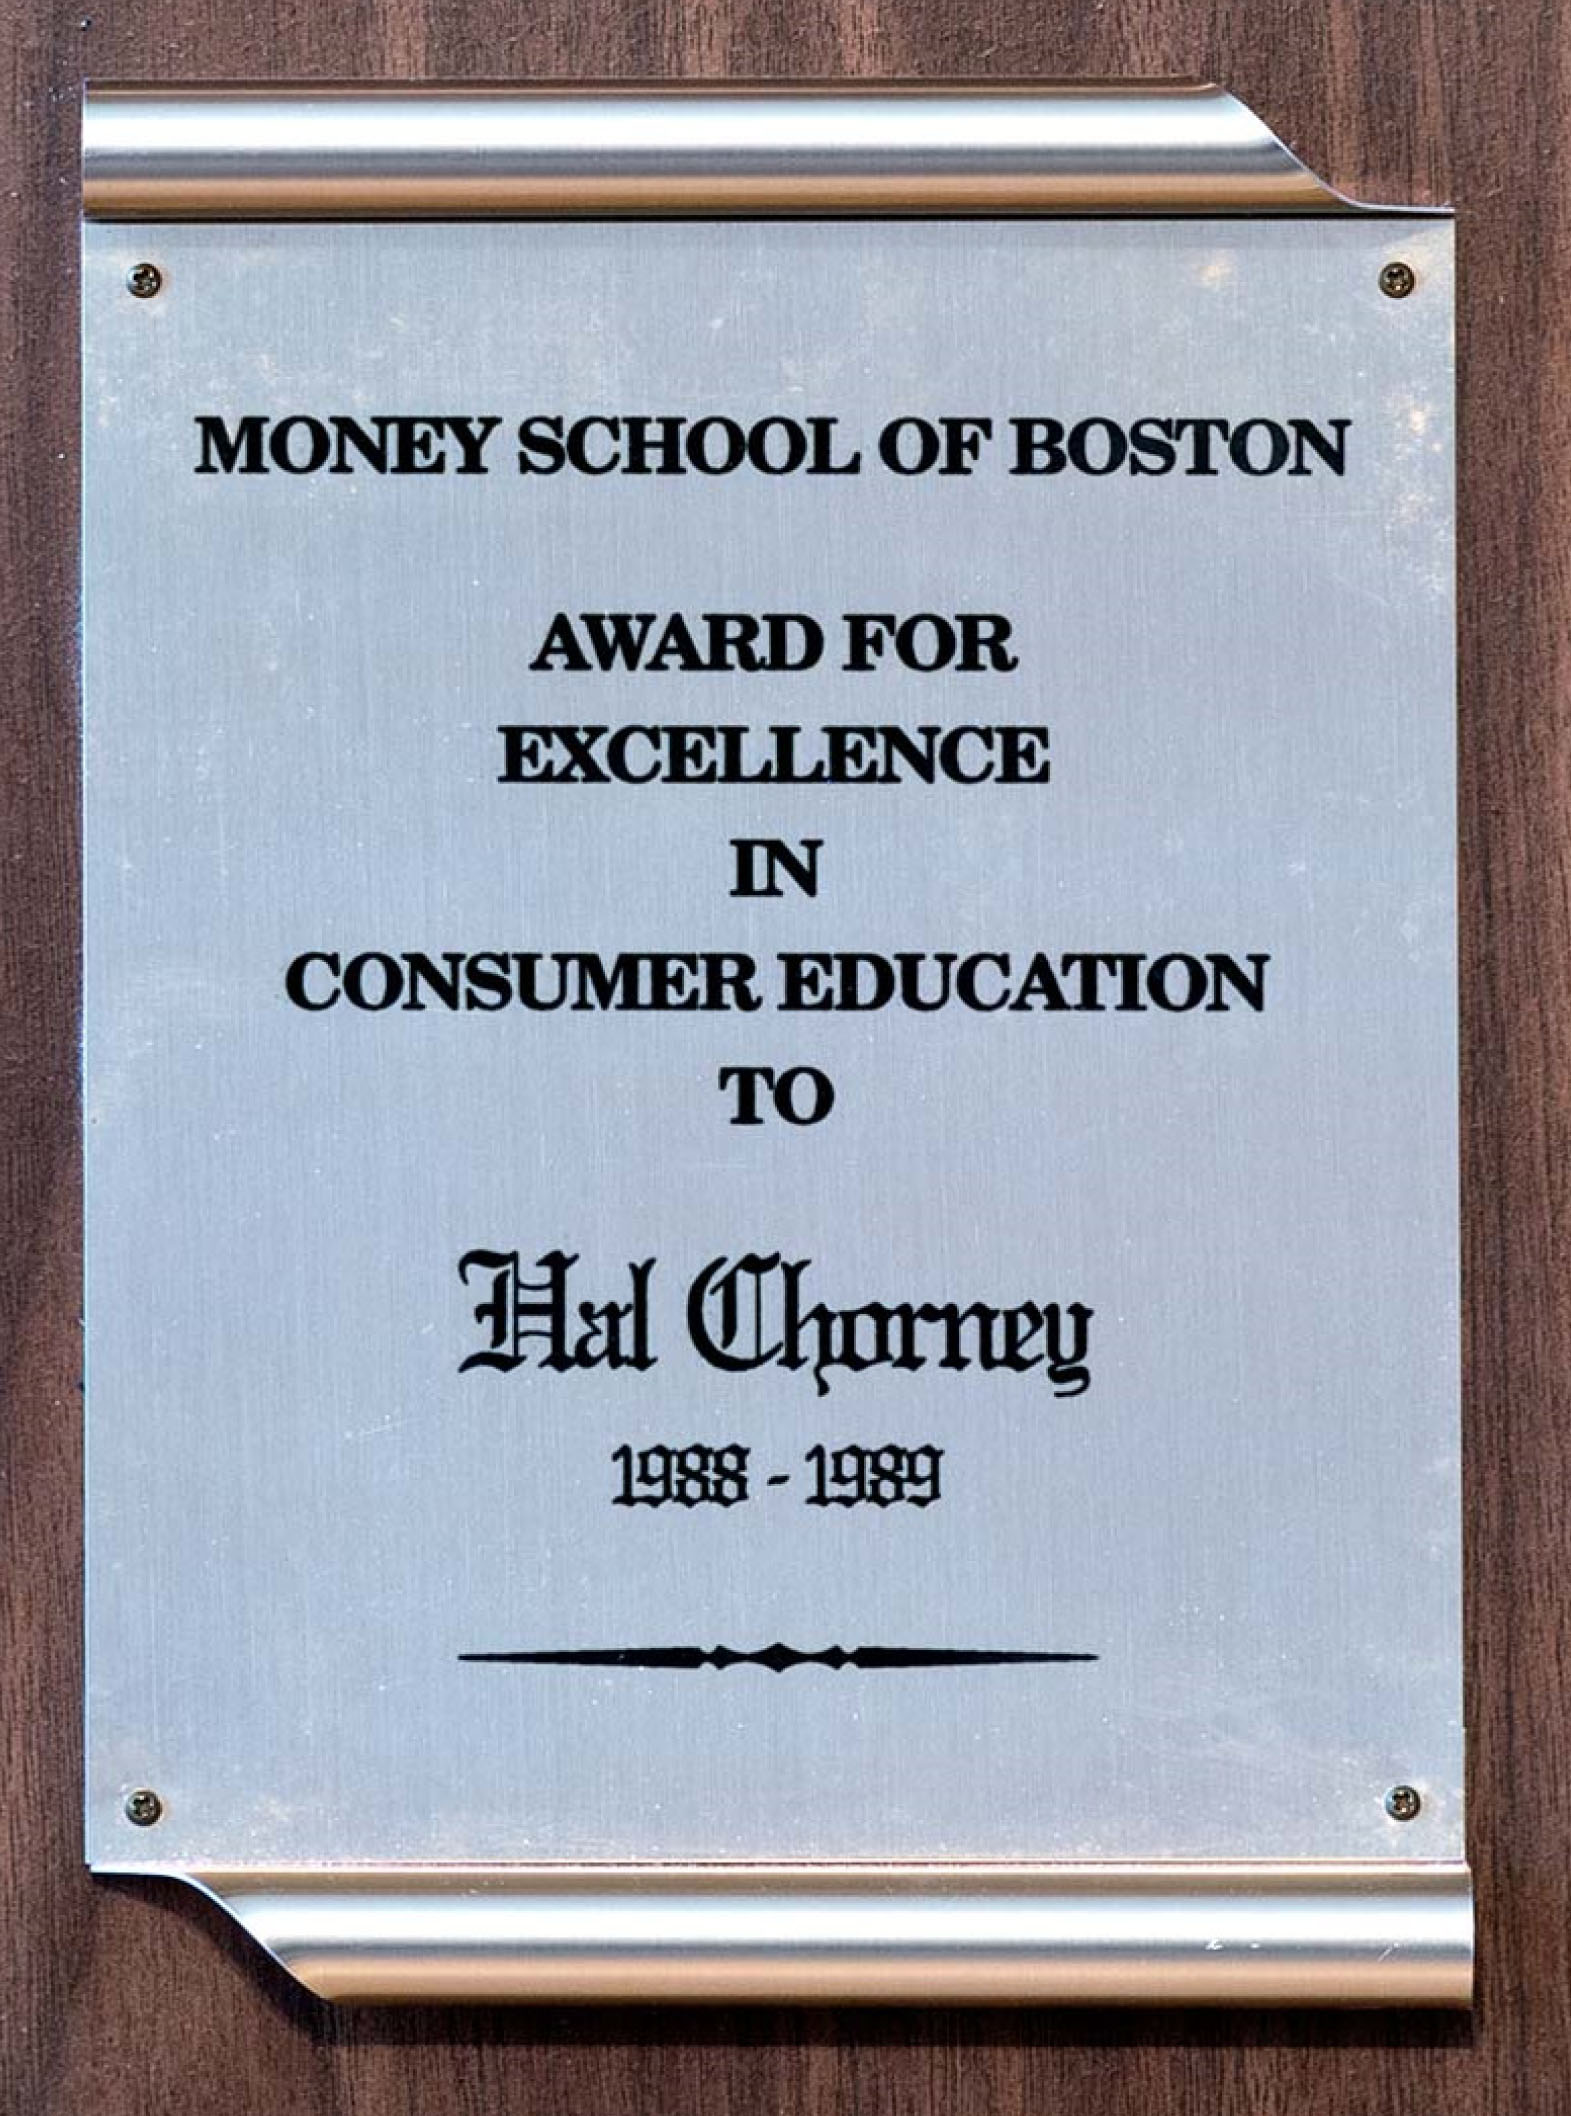 MONEY SCHOOL OF BOSTON
AWARD FOR
EXCELLENCE
IN
CONSUMER EDUCATION
TO
Hal Chorney
1988 - 1989